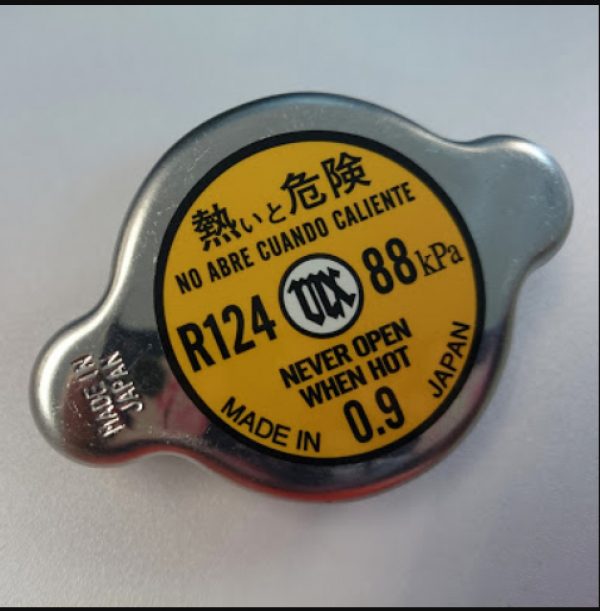 熱いと危険
NO ABRE CUANDO CALIENTE
R124
88kPa
NEVER OPEN
WHEN HOT
0.9
MADE IN JAPAN
MADE IN
JAPAN